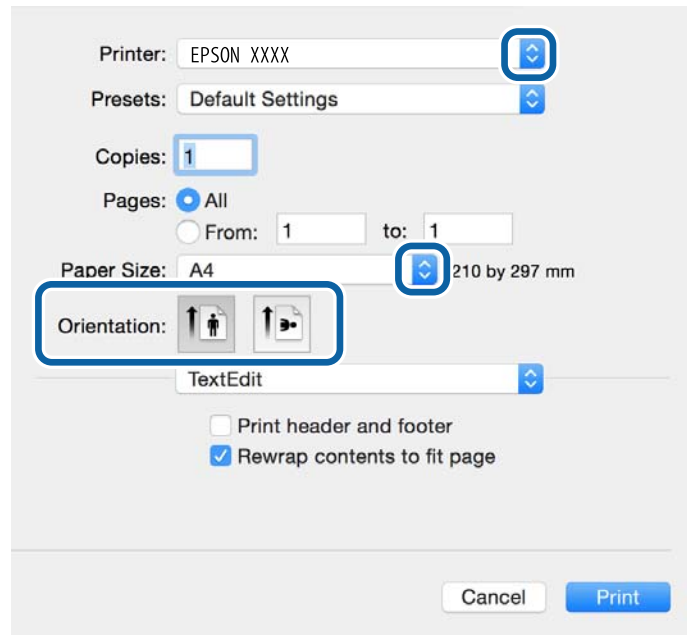 Printer: EPSON XXXX
Presets: Default Settings
Copies: 1
Pages: All
From: 1 to: 1
Paper Size: A4 210 by 297 mm
Orientation:
TextEdit
Print header and footer
Rewrap contents to fit page
Cancel Print